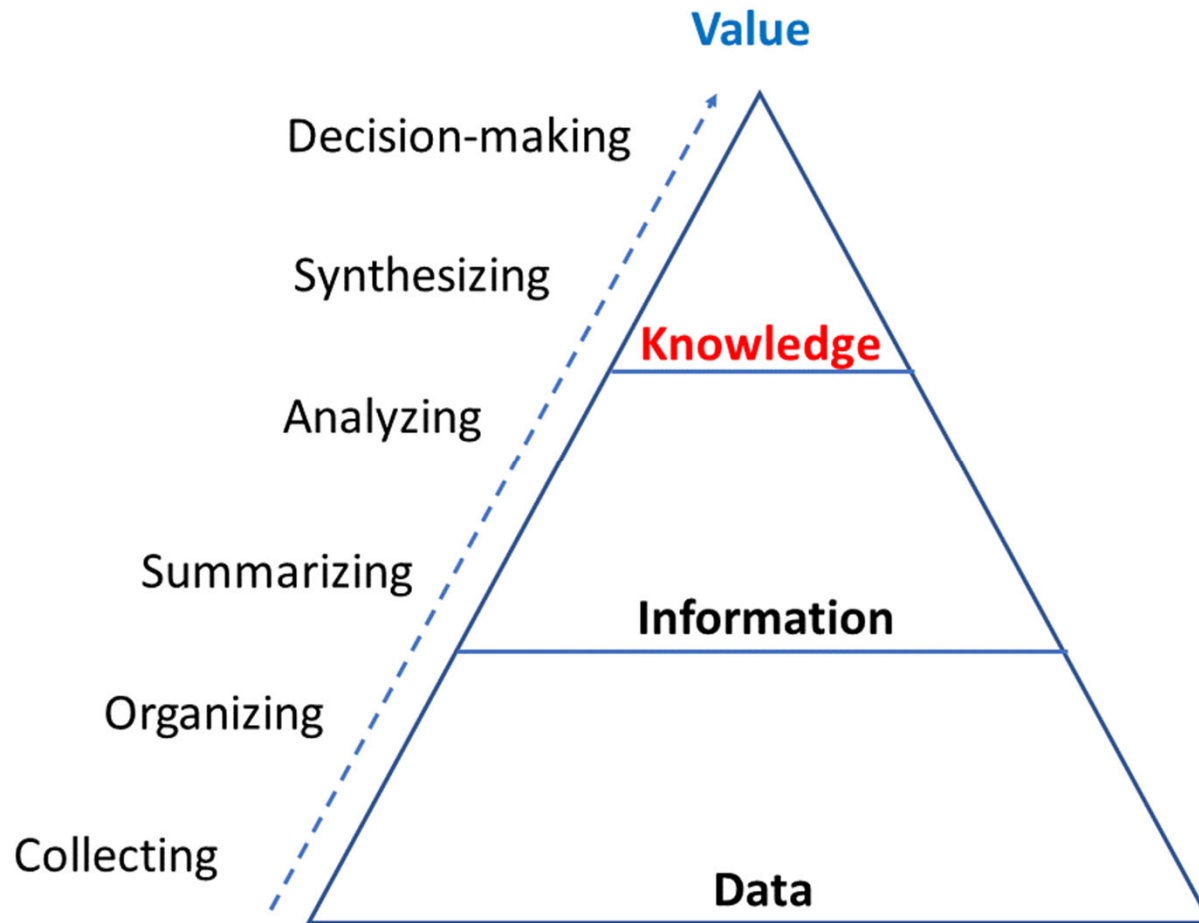 Value
Decision-making
Synthesizing
Knowledge
Analyzing
Summarizing
Information
Organizing
Collecting
Data